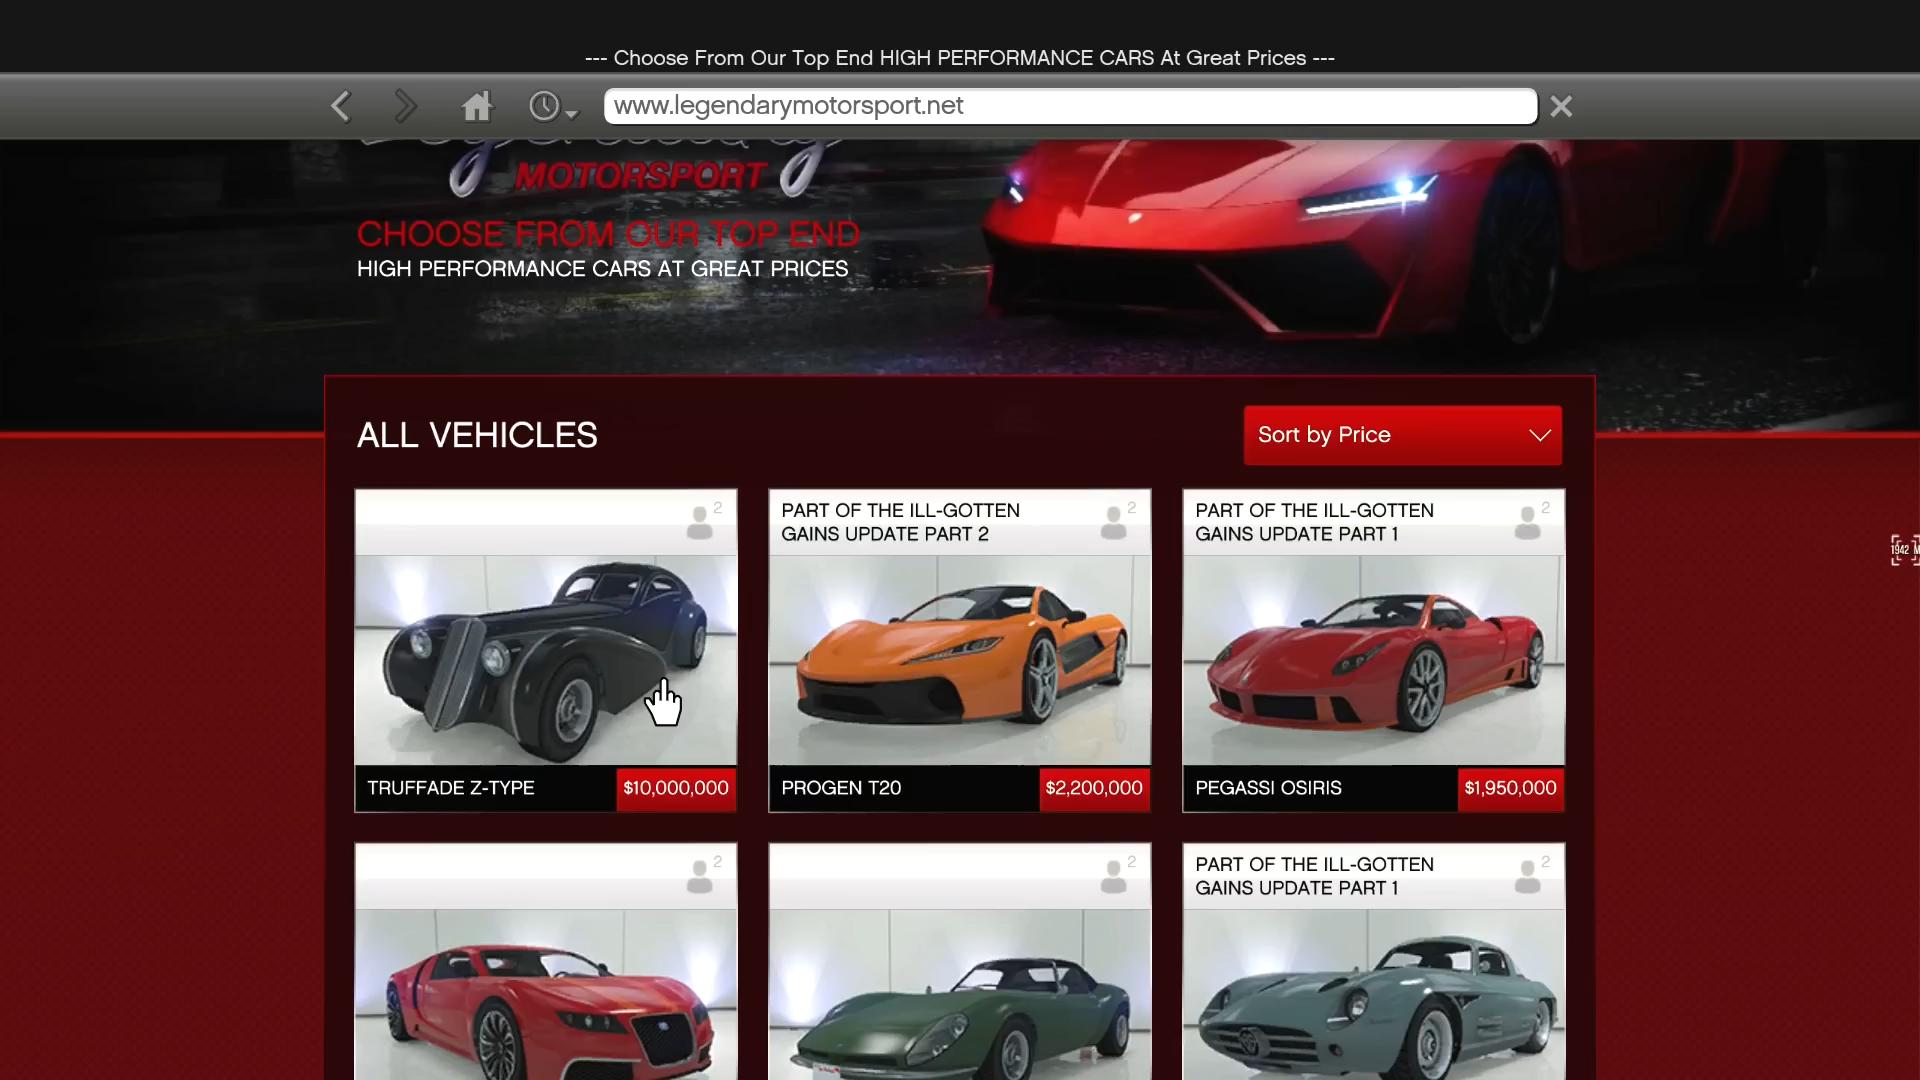 --- Choose From Our Top End HIGH PERFORMANCE CARS At Great Prices ---
www.legendarymotorsport.net
MOTORSPORT
CHOOSE FROM OUR TOP END
HIGH PERFORMANCE CARS AT GREAT PRICES
ALL VEHICLES
Sort by Price
2
PART OF THE ILL-GOTTEN
GAINS UPDATE PART 2
2
PART OF THE ILL-GOTTEN
GAINS UPDATE PART 1
2
TRUFFADE Z-TYPE
$10,000,000
PROGEN T20
$2,200,000
PEGASSI OSIRIS
$1,950,000
2
2
PART OF THE ILL-GOTTEN
GAINS UPDATE PART 1
2
1942 M